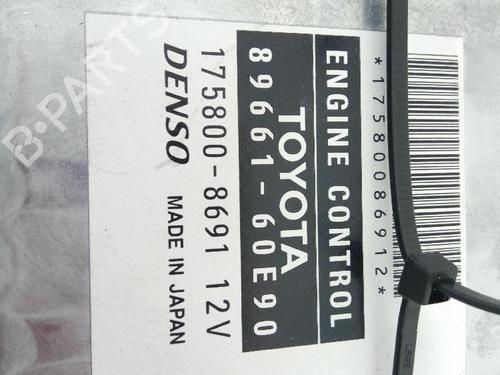 *1758008691 2*
ENGINE CONTROL
TOYOTA
89661-60E90
175800-8691 12V
DENSO MADE IN JAPAN
B-PARTS